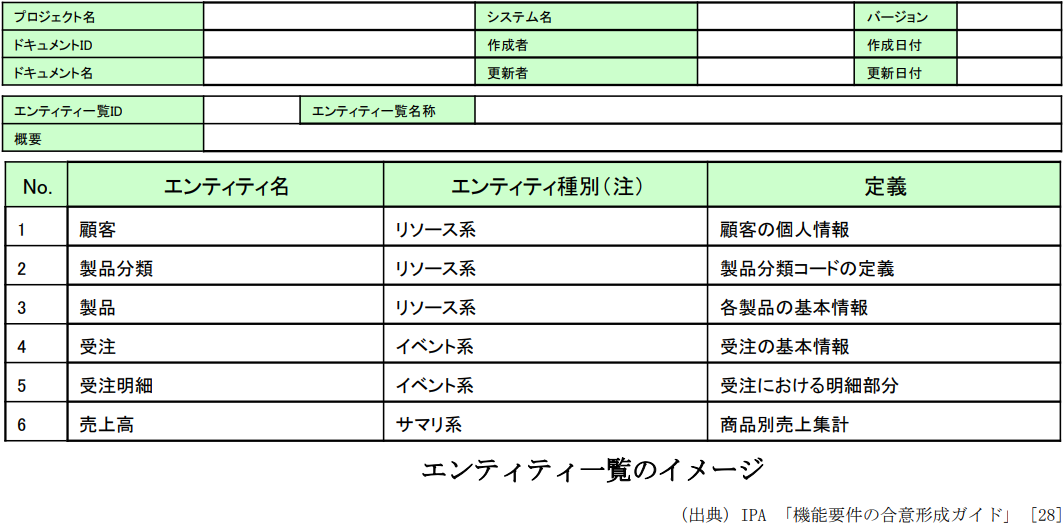 プロジェクト名 システム名 バージョン
ドキュメントID 作成者 作成日付
ドキュメント名 更新者 更新日付
エンティティ一覧ID エンティティ一覧名称
概要
No. エンティティ名 エンティティ種別(注) 定義
1 顧客 リソース系 顧客の個人情報
2 製品分類 リソース系 製品分類コードの定義
3 製品 リソース系 各製品の基本情報
4 受注 イベント系 受注の基本情報
5 受注明細 イベント系 受注における明細部分
6 売上高 サマリ系 商品別売上集計
エンティティ一覧のイメージ
(出典) IPA 「機能要件の合意形成ガイド」 [28]